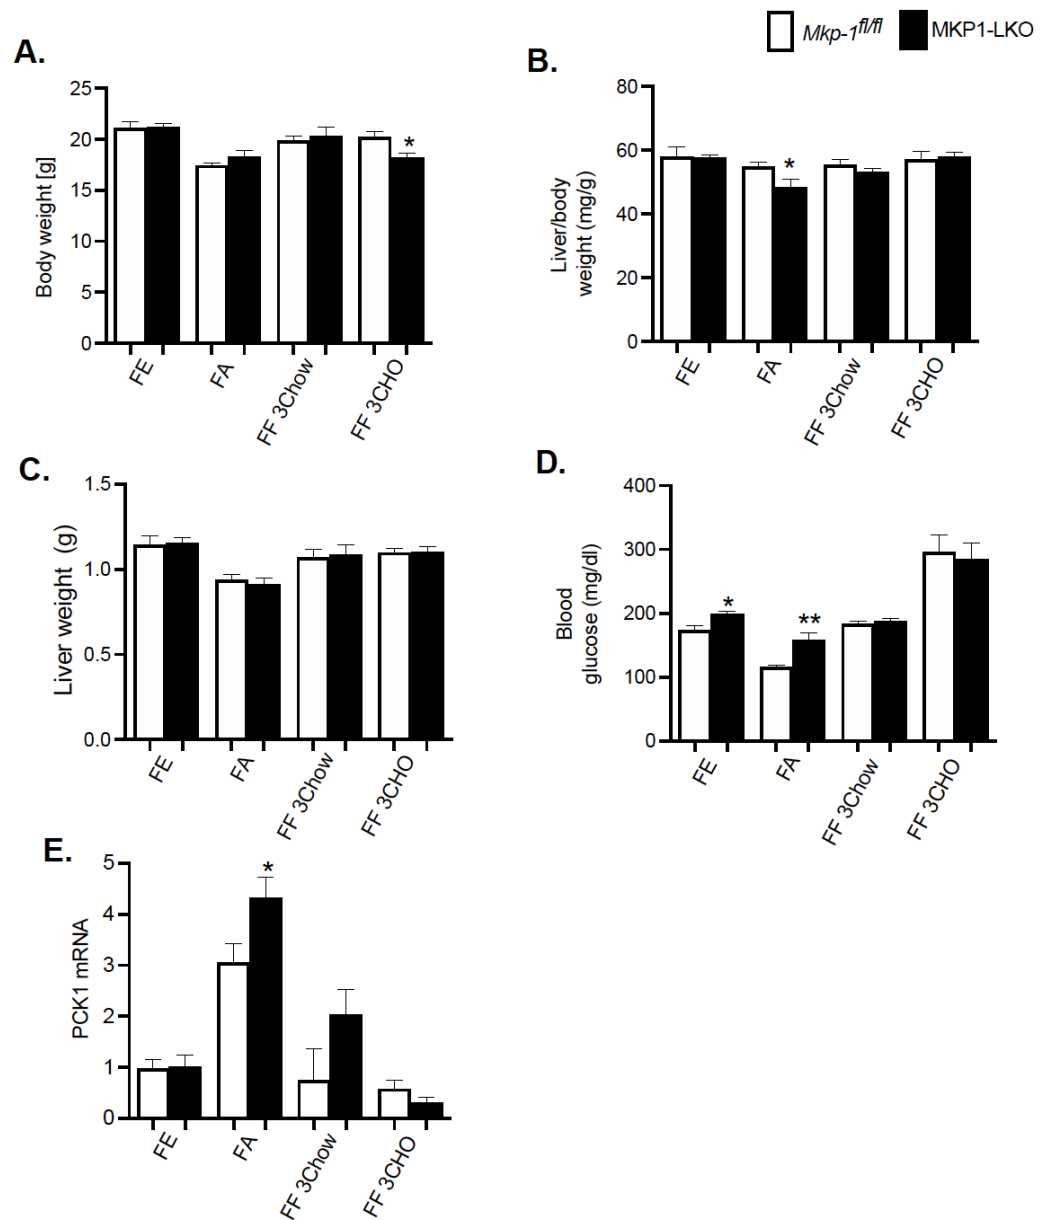 Mkp-1fl/fl MKP1-LKO
A.
Body weight [g]
25
20
15
10
5
0
*
FE FA FF 3Chow FF 3CHO
B.
Liver/body
weight (mg/g)
80
60
40
20
0
*
FE FA FF 3Chow FF 3CHO
C.
Liver weight (g)
1.5
1.0
0.5
0.0
FE FA FF 3Chow FF 3CHO
D.
Blood
glucose (mg/dl)
400
300
200
100
0
* **
FE FA FF 3Chow FF 3CHO
E.
PCK1 mRNA
5
4
3
2
1
0
*
FE FA FF 3Chow FF 3CHO